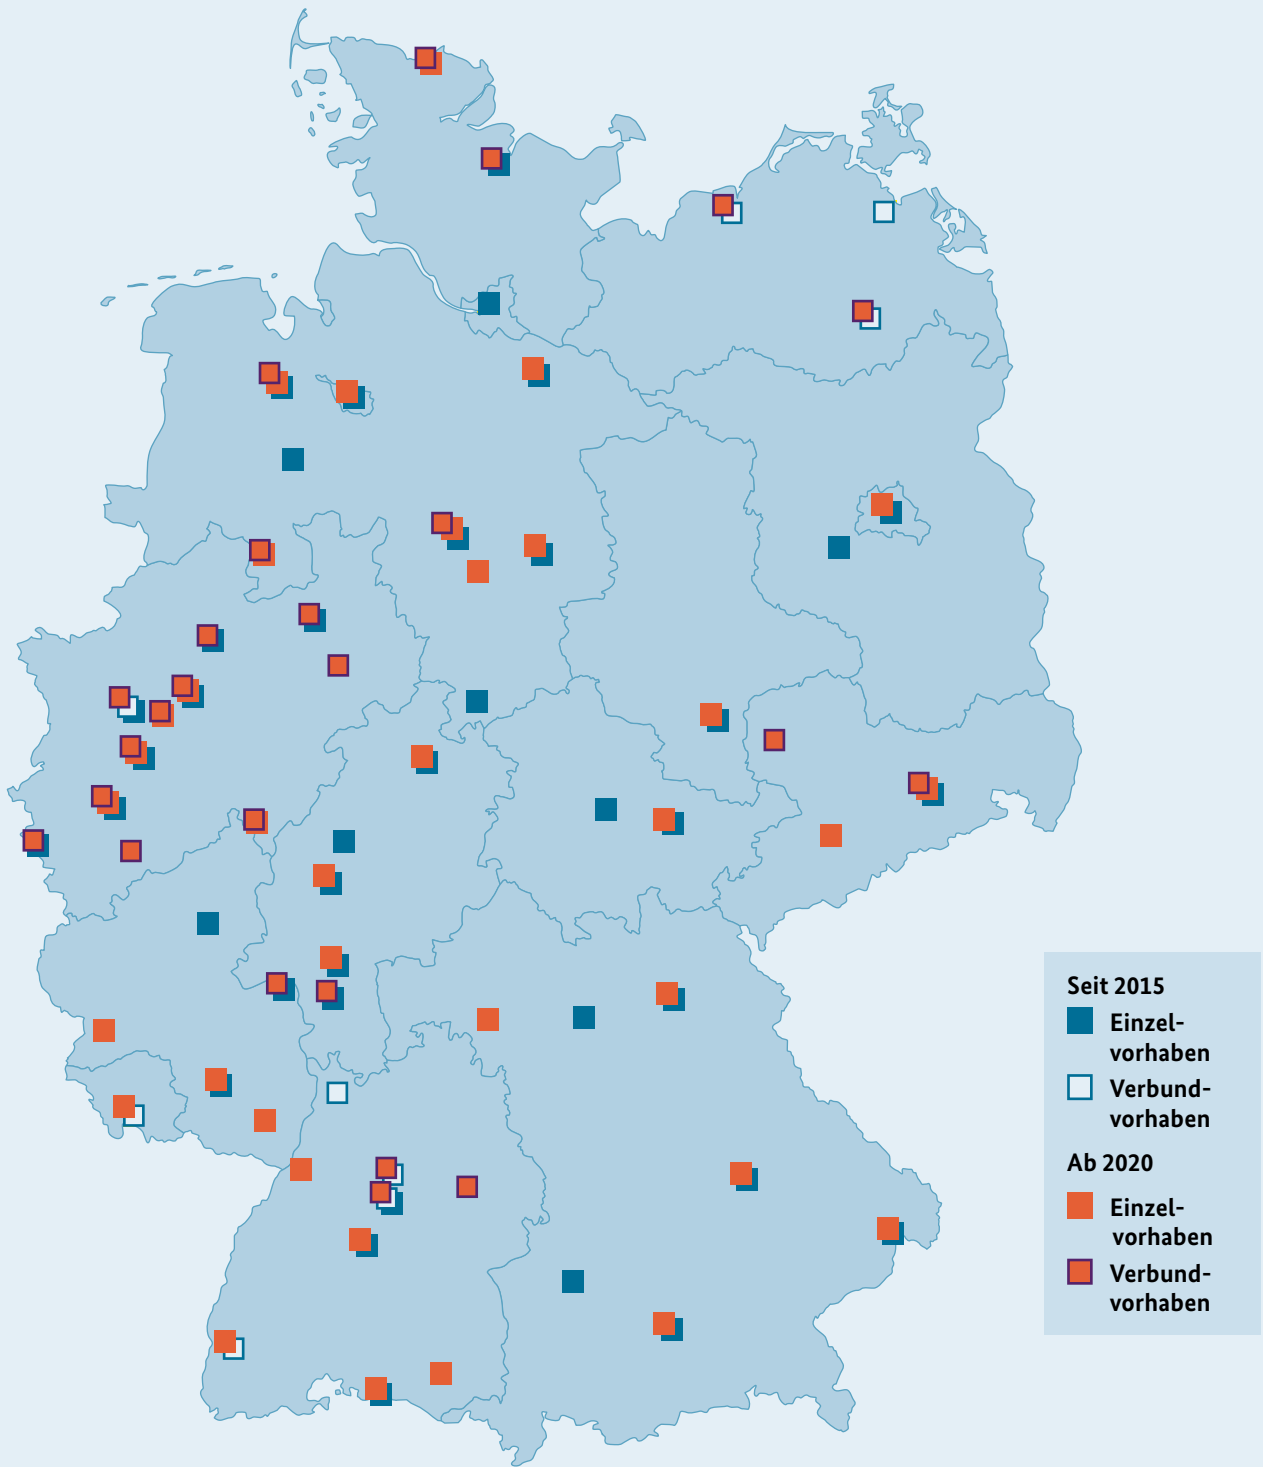 Seit 2015
Einzel-
vorhaben
Verbund-
vorhaben
Ab 2020
Einzel-
vorhaben
Verbund-
vorhaben